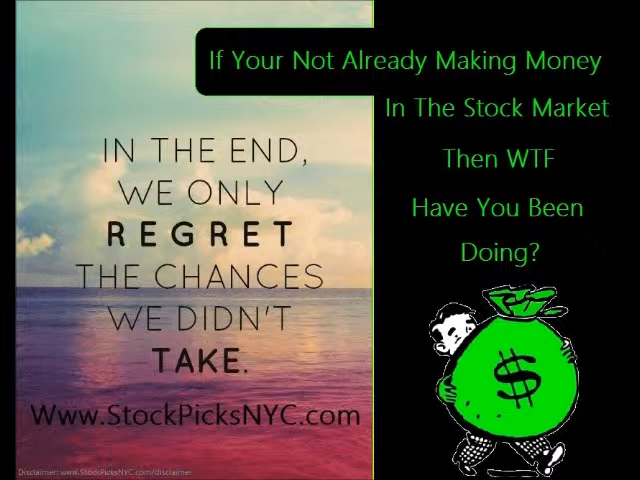 If Your Not Already Making Money
In The Stock Market
Then WTF
Have You Been
Doing?
IN THE END,
WE ONLY
REGRET
THE CHANCES
WE DIDN'T
TAKE.
Www.StockPicksNYC.com
Disclaimer: www.StockPicksNYC.com/disclaimer
$